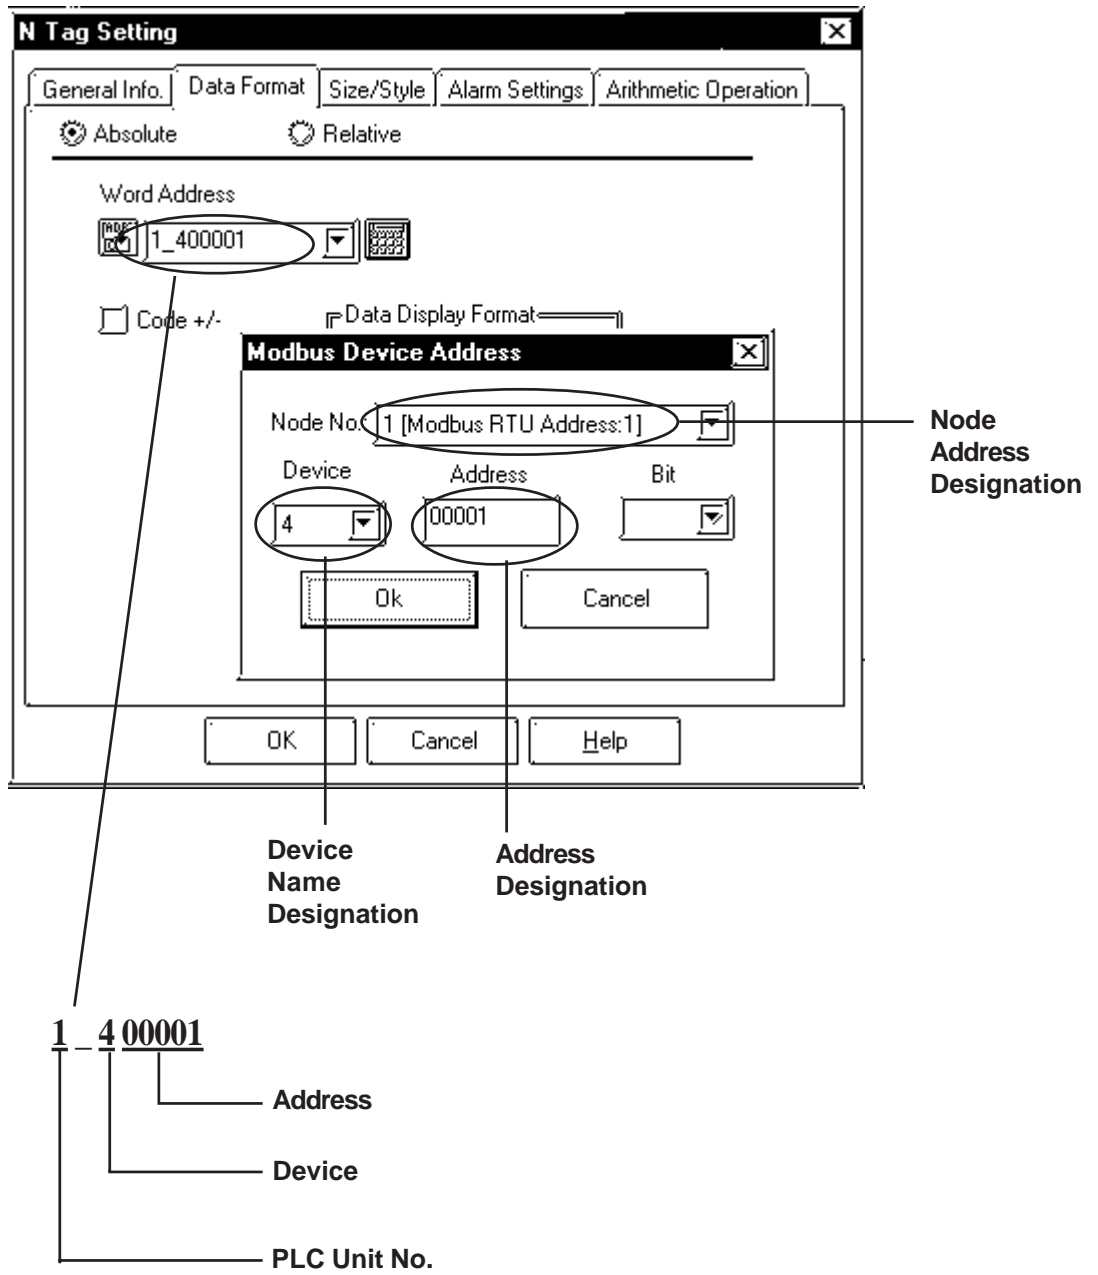 N Tag Setting
General Info. Data Format Size/Style Alarm Settings Arithmetic Operation
Absolute Relative
Word Address
1_400001
Code +/- Data Display Format
Modbus Device Address
Node No. 1 [Modbus RTU Address:1]
Node
Address
Designation
Device Address Bit
4 00001
Ok Cancel
OK Cancel Help
Device
Name
Designation
Address
Designation
1 _ 4 00001
Address
Device
PLC Unit No.